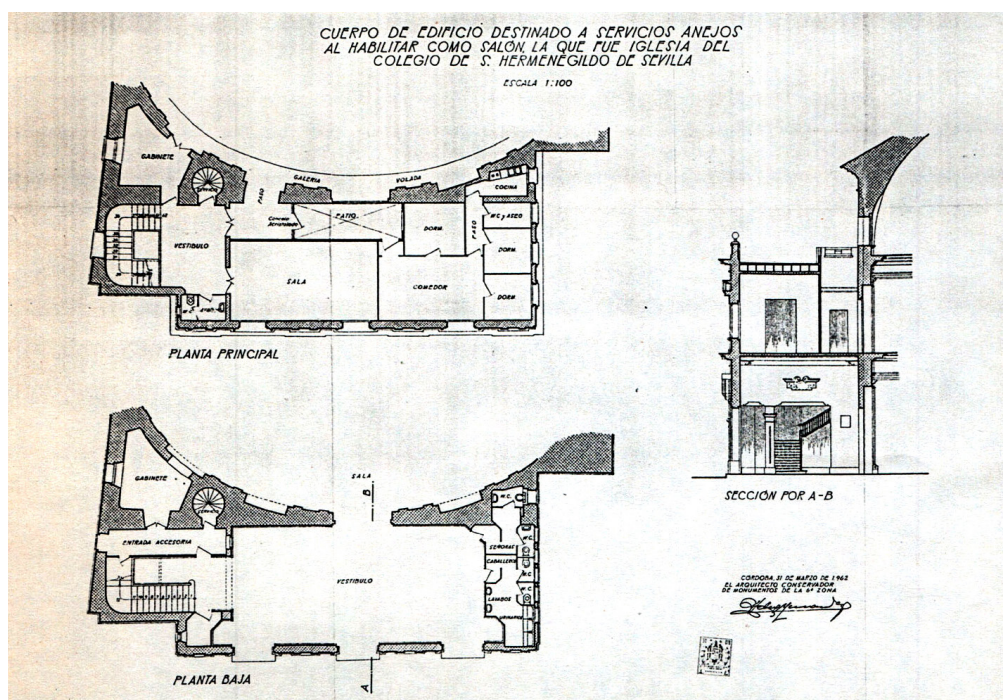 CUERPO DE EDIFICIO DESTINADO A SERVICIOS ANEJOS
AL HABILITAR COMO SALÓN, LA QUE FUE IGLESIA DEL
COLEGIO DE S. HERMENEGILDO DE SEVILLA
ESCALA 1:100
GABINETE
SERVICIO
GALERIA
VOLADA
PASO
COCINA
PATIO
W.C. y ASEO
DORM.
PASO
VESTIBULO
DORM.
SALA
COMEDOR
DORM.
PLANTA PRINCIPAL
SALA
B
GABINETE
SERVICIO
W.C.
ENTRADA ACCESORIA
SEÑORAS
W.C.
CABALLEROS
W.C.
VESTIBULO
W.C.
LAVABOS
URINARIOS
A
PLANTA BAJA
SECCIÓN POR A-B
CORDOBA, 31 DE MARZO DE 1962
EL ARQUITECTO CONSERVADOR
DE MONUMENTOS DE LA 6ª ZONA